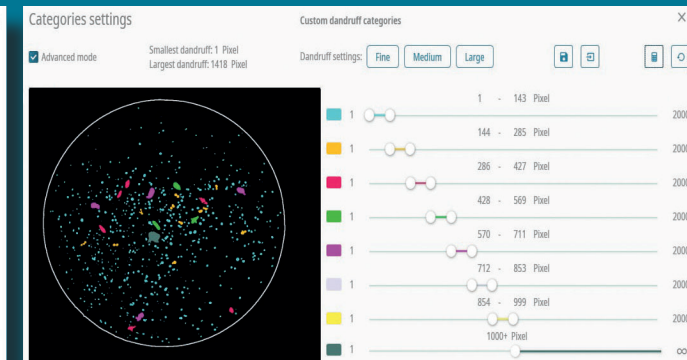 Categories settings
Custom dandruff categories
X
Advanced mode
Smallest dandruff: 1 Pixel
Largest dandruff: 1418 Pixel
Dandruff settings: Fine Medium Large
1 - 143 Pixel
1 2000
144 - 285 Pixel
1 2000
286 - 427 Pixel
1 2000
428 - 569 Pixel
1 2000
570 - 711 Pixel
1 2000
712 - 853 Pixel
1 2000
854 - 999 Pixel
1 2000
1000+ Pixel
1 ∞